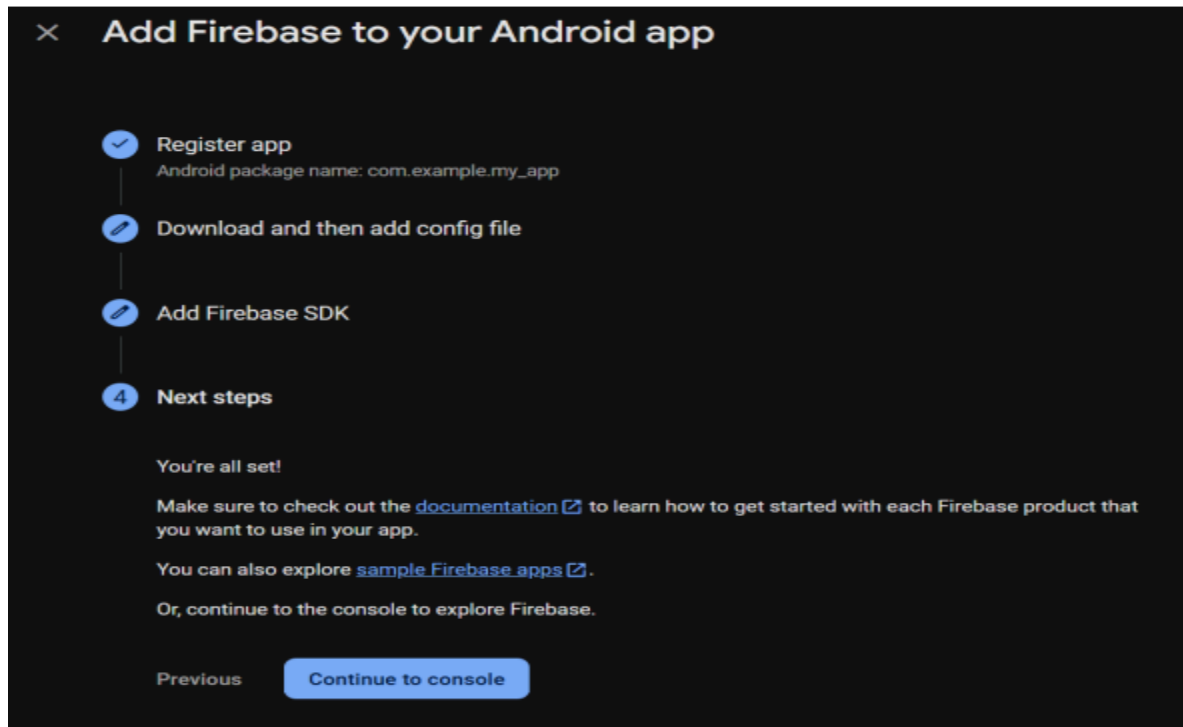 Add Firebase to your Android app
Register app
Android package name: com.example.my_app
Download and then add config file
Add Firebase SDK
4 Next steps
You're all set!
Make sure to check out the documentation to learn how to get started with each Firebase product that
you want to use in your app.
You can also explore sample Firebase apps.
Or, continue to the console to explore Firebase.
Previous Continue to console